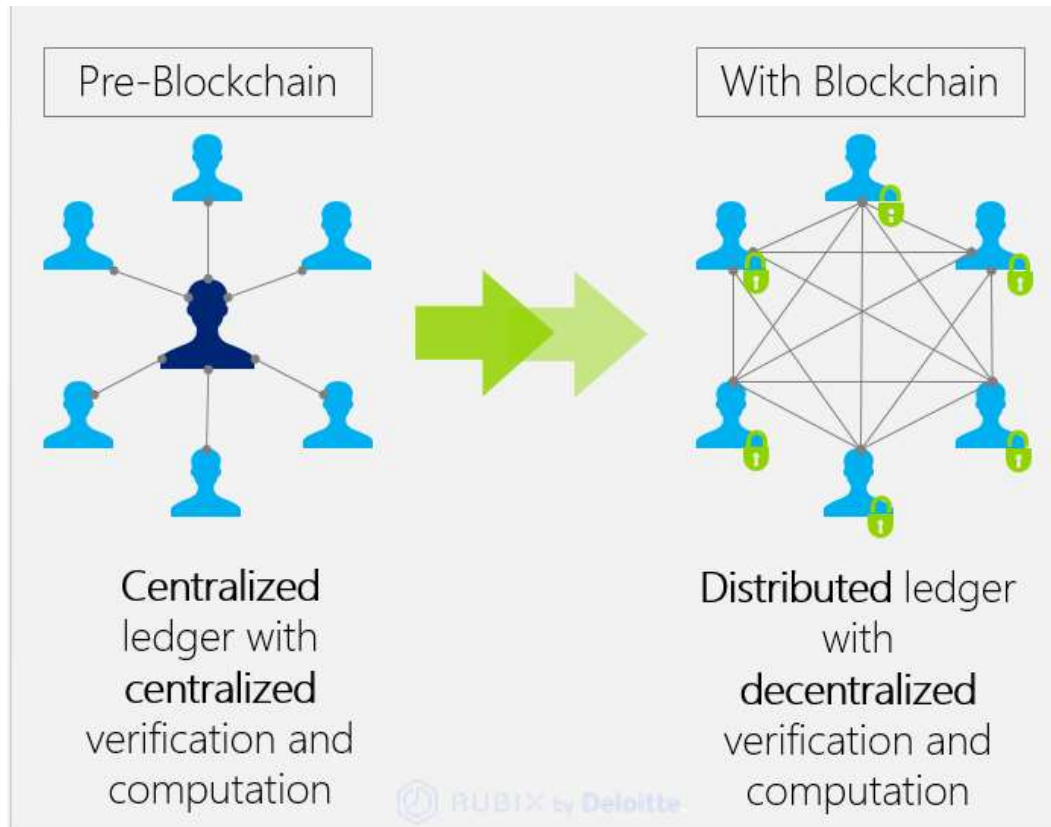 Pre-Blockchain
With Blockchain
Centralized
ledger with
centralized
verification and
computation
Distributed ledger
with
decentralized
verification and
computation
RUBIX by Deloitte